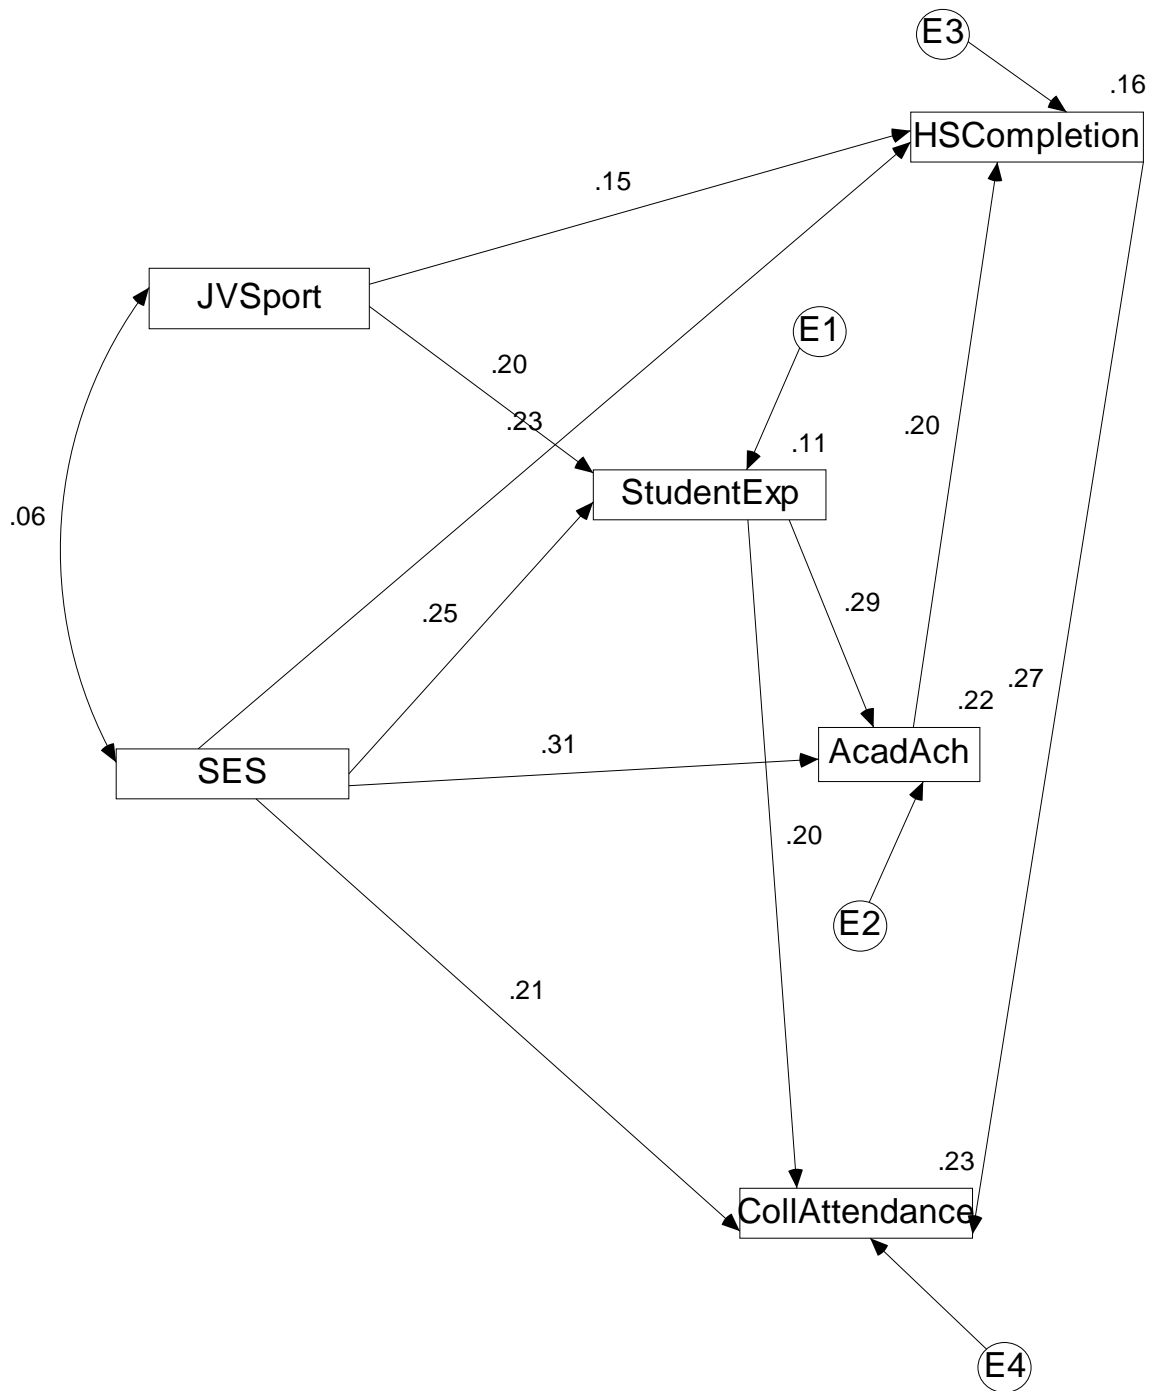 E3
.16
HSCompletion
.15
JVSport
E1
.20
.23
.20
.11
StudentExp
.06
.29
.25
.27
.22
.31
AcadAch
SES
.20
E2
.21
.23
CollAttendance
E4